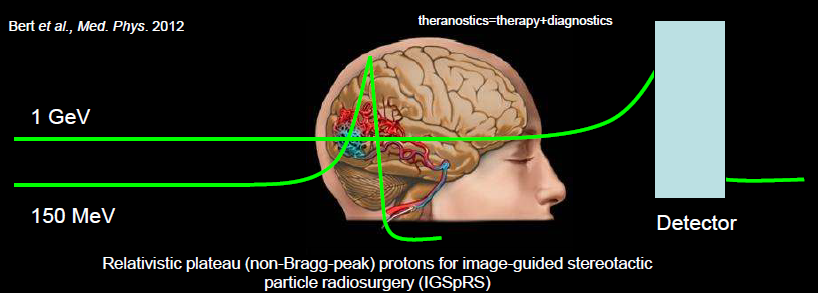 Bert et al., Med. Phys. 2012
theranostics=therapy+diagnostics
1 GeV
150 MeV
Detector
Relativistic plateau (non-Bragg-peak) protons for image-guided stereotactic
particle radiosurgery (IGSpRS)